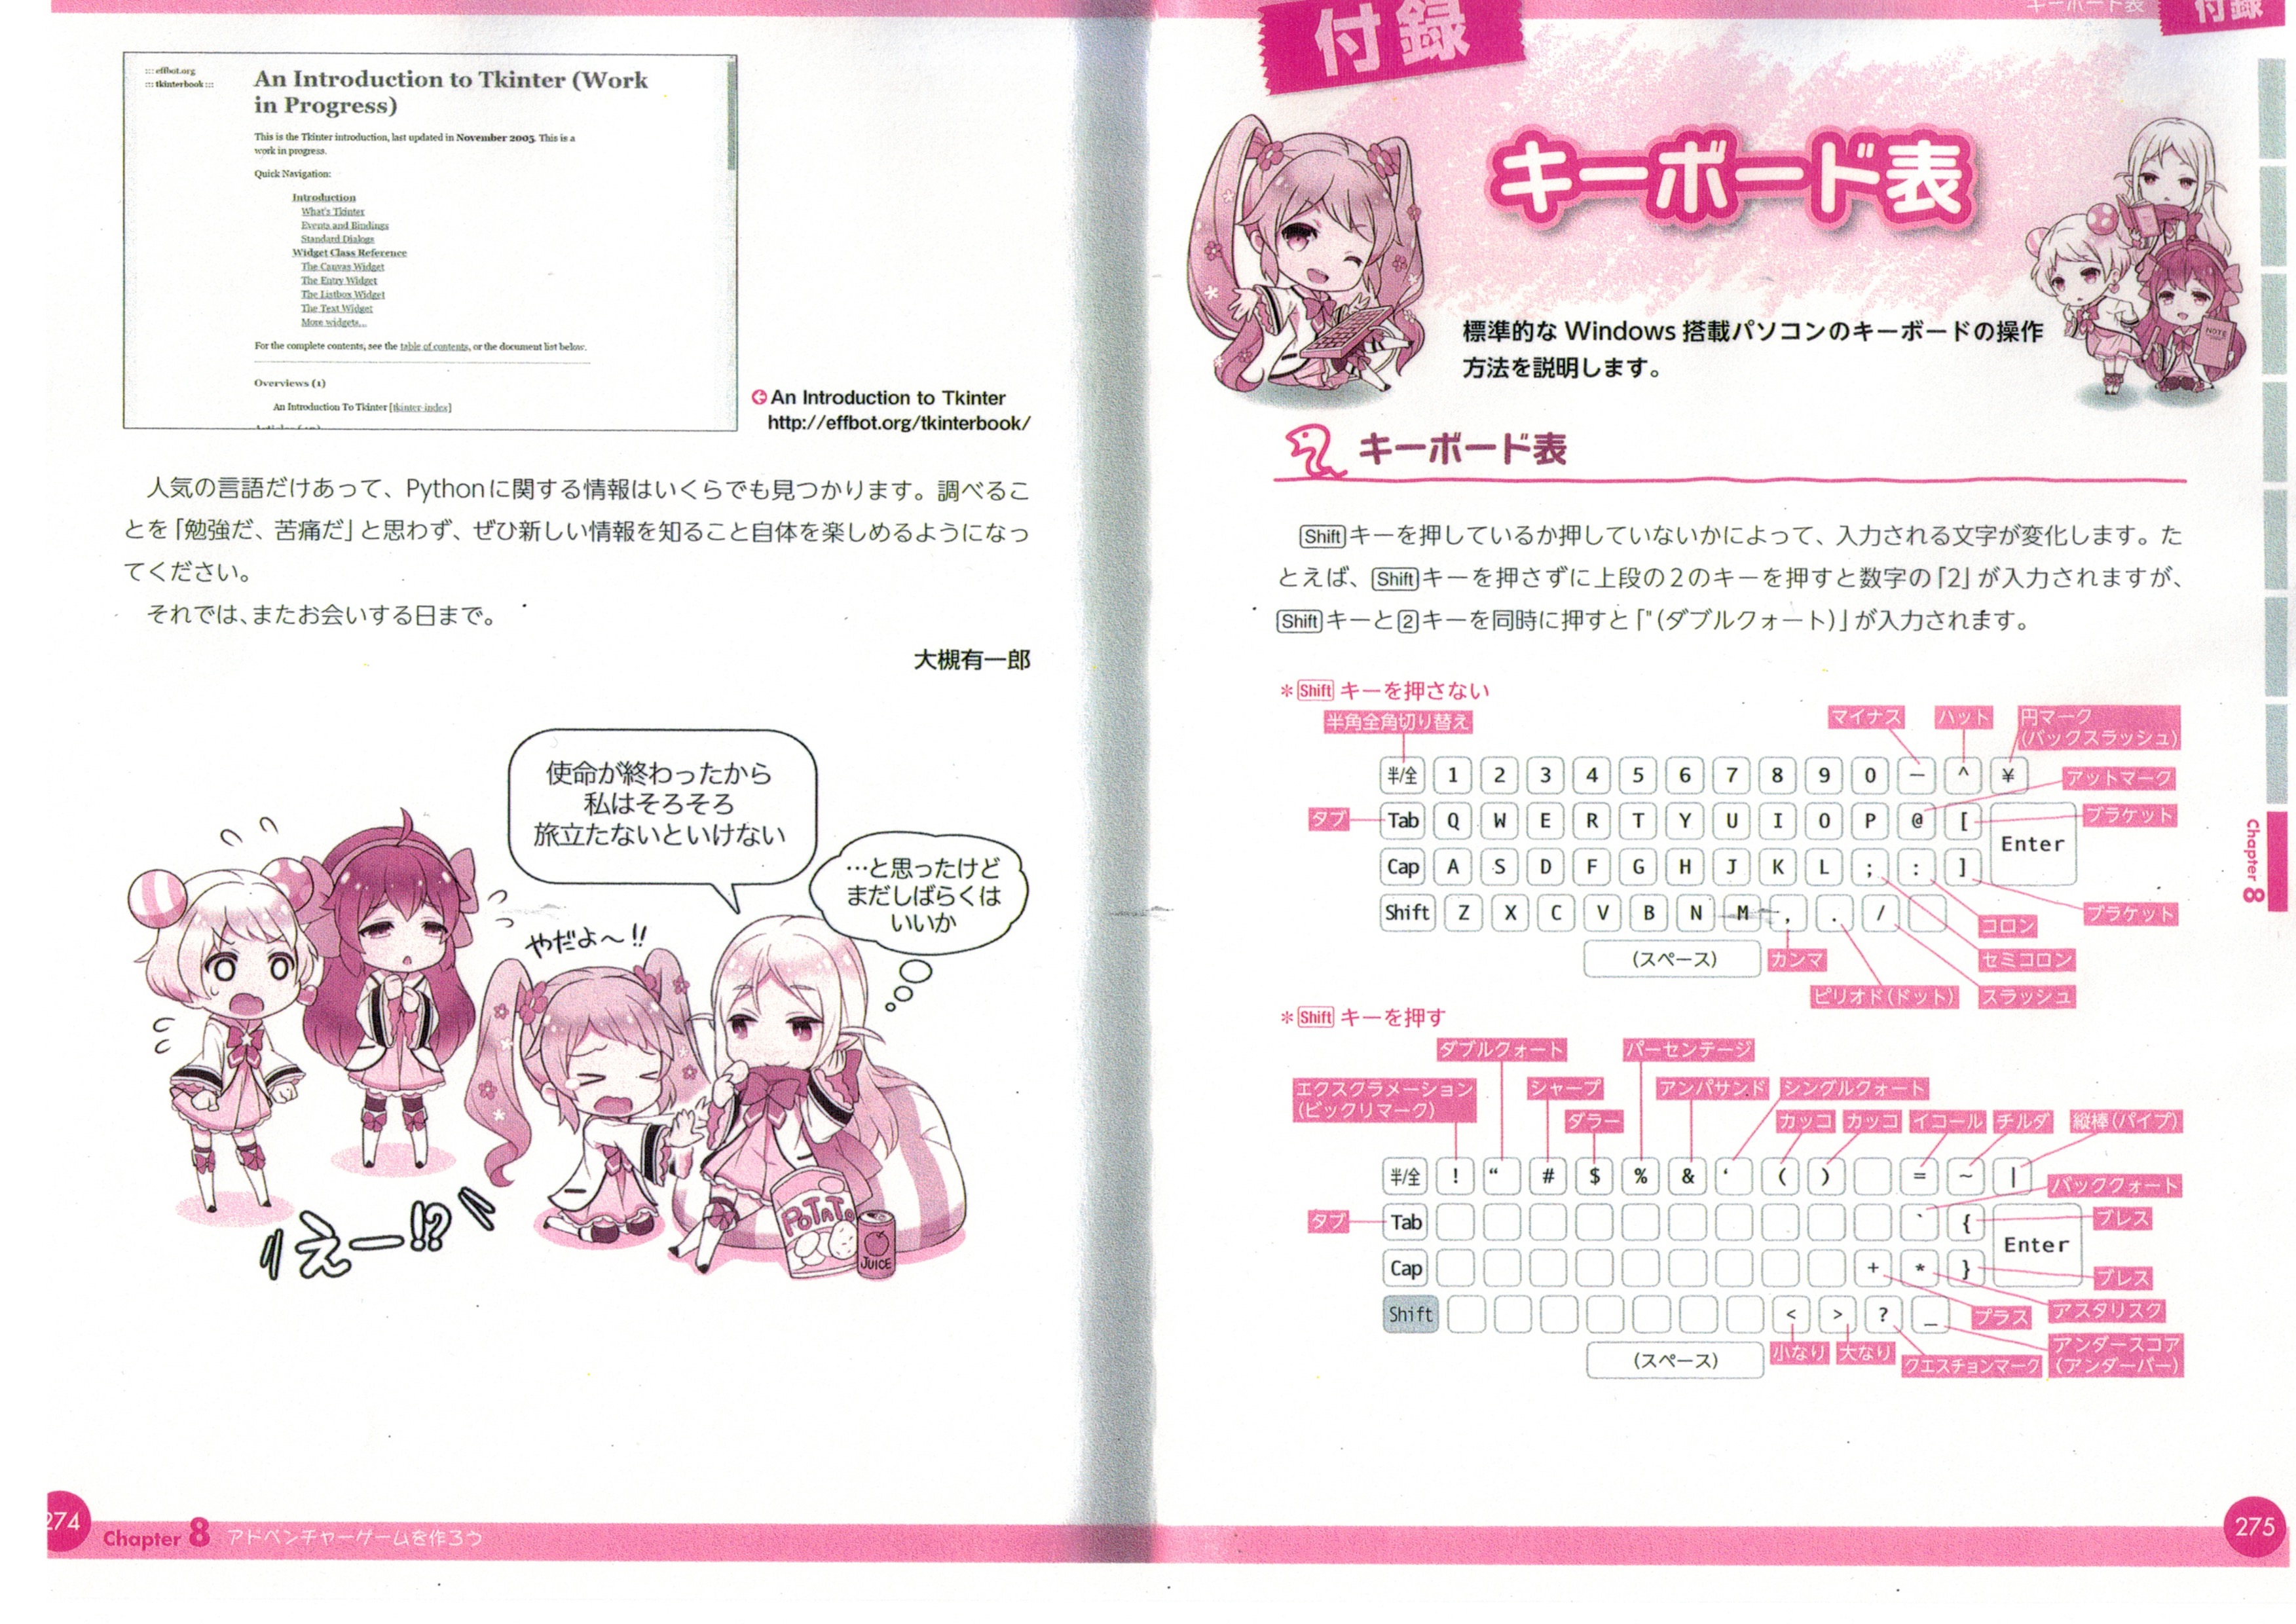 ::: effbot.org
::: tkinterbook :::
An Introduction to Tkinter (Work
in Progress)
This is the Tkinter introduction, last updated in November 2005. This is a
work in progress.
Quick Navigation:
Introduction
What's Tkinter
Events and Bindings
Standard Dialogs
Widget Class Reference
The Canvas Widget
The Entry Widget
The Listbox Widget
The Text Widget
More widgets...
For the complete contents, see the table of contents, or the document list below.
Overviews (1)
An Introduction To Tkinter [tkinter-index]
An Introduction to Tkinter
http://effbot.org/tkinterbook/
人気の言語だけあって、Pythonに関する情報はいくらでも見つかります。調べるこ
とを「勉強だ、苦痛だ」と思わず、ぜひ新しい情報を知ること自体を楽しめるようになっ
てください。
それでは、またお会いする日まで。
大槻有一郎
使命が終わったから
私はそろそろ
旅立たないといけない
…と思ったけど
まだしばらくは
いいか
やだよ〜!!
えー!?
POTATO
JUICE
274
Chapter 8 アドベンチャーゲームを作ろう
キーボード表
付録
付録
キーボード表
NOTE
標準的な Windows 搭載パソコンのキーボードの操作
方法を説明します。
キーボード表
Shiftキーを押しているか押していないかによって、入力される文字が変化します。た
とえば、Shiftキーを押さずに上段の2のキーを押すと数字の「2」が入力されますが、
Shiftキーと2キーを同時に押すと「"(ダブルクォート)」が入力されます。
*Shift キーを押さない
半角全角切り替え
マイナス
ハット
円マーク
(バックスラッシュ)
半/全 1 2 3 4 5 6 7 8 9 0 － ^ ¥
アットマーク
タブ
Tab Q W E R T Y U I O P @ [
ブラケット
Enter
Cap A S D F G H J K L ; : ]
Shift Z X C V B N M , . /
ブラケット
コロン
(スペース)
カンマ
セミコロン
ピリオド(ドット)
スラッシュ
*Shift キーを押す
ダブルクォート
パーセンテージ
エクスクラメーション
(ビックリマーク)
シャープ
アンパサンド
シングルクォート
ダラー
カッコ
カッコ
イコール
チルダ
縦棒(パイプ)
半/全 ! “ # $ % & ‘ ( ) = ~ |
バッククォート
タブ
Tab ` {
ブレス
Enter
Cap + * }
ブレス
Shift < > ? _
プラス
アスタリスク
(スペース)
小なり
大なり
クエスチョンマーク
アンダースコア
(アンダーバー)
Chapter 8
275